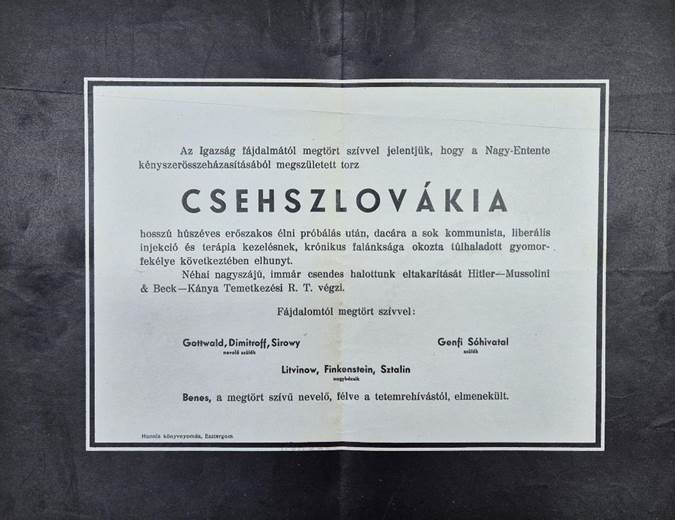 Az Igazság fájdalmától megtört szívvel jelentjük, hogy a Nagy-Entente
kényszerösszeházasításából megszületett torz
CSEHSZLOVÁKIA
hosszú húszéves erőszakos élni próbálás után, dacára a sok kommunista, liberális
injekció és terápia kezelésnek, krónikus falánksága okozta túlhaladott gyomor-
fekélye következtében elhunyt.
Néhai nagyszájú, immár csendes halottunk eltakarítását Hitler—Mussolini
& Beck—Kánya Temetkezési R. T. végzi.
Fájdalomtól megtört szívvel:
Gottwald, Dimitroff, Sirowy
nevelő szülők
Genfi Sóhivatal
szülők
Litvinow, Finkenstein, Sztalin
nagybácsik
Benes, a megtört szívű nevelő, félve a tetemrehívástól, elmenekült.
Hunnia könyvnyomda, Esztergom